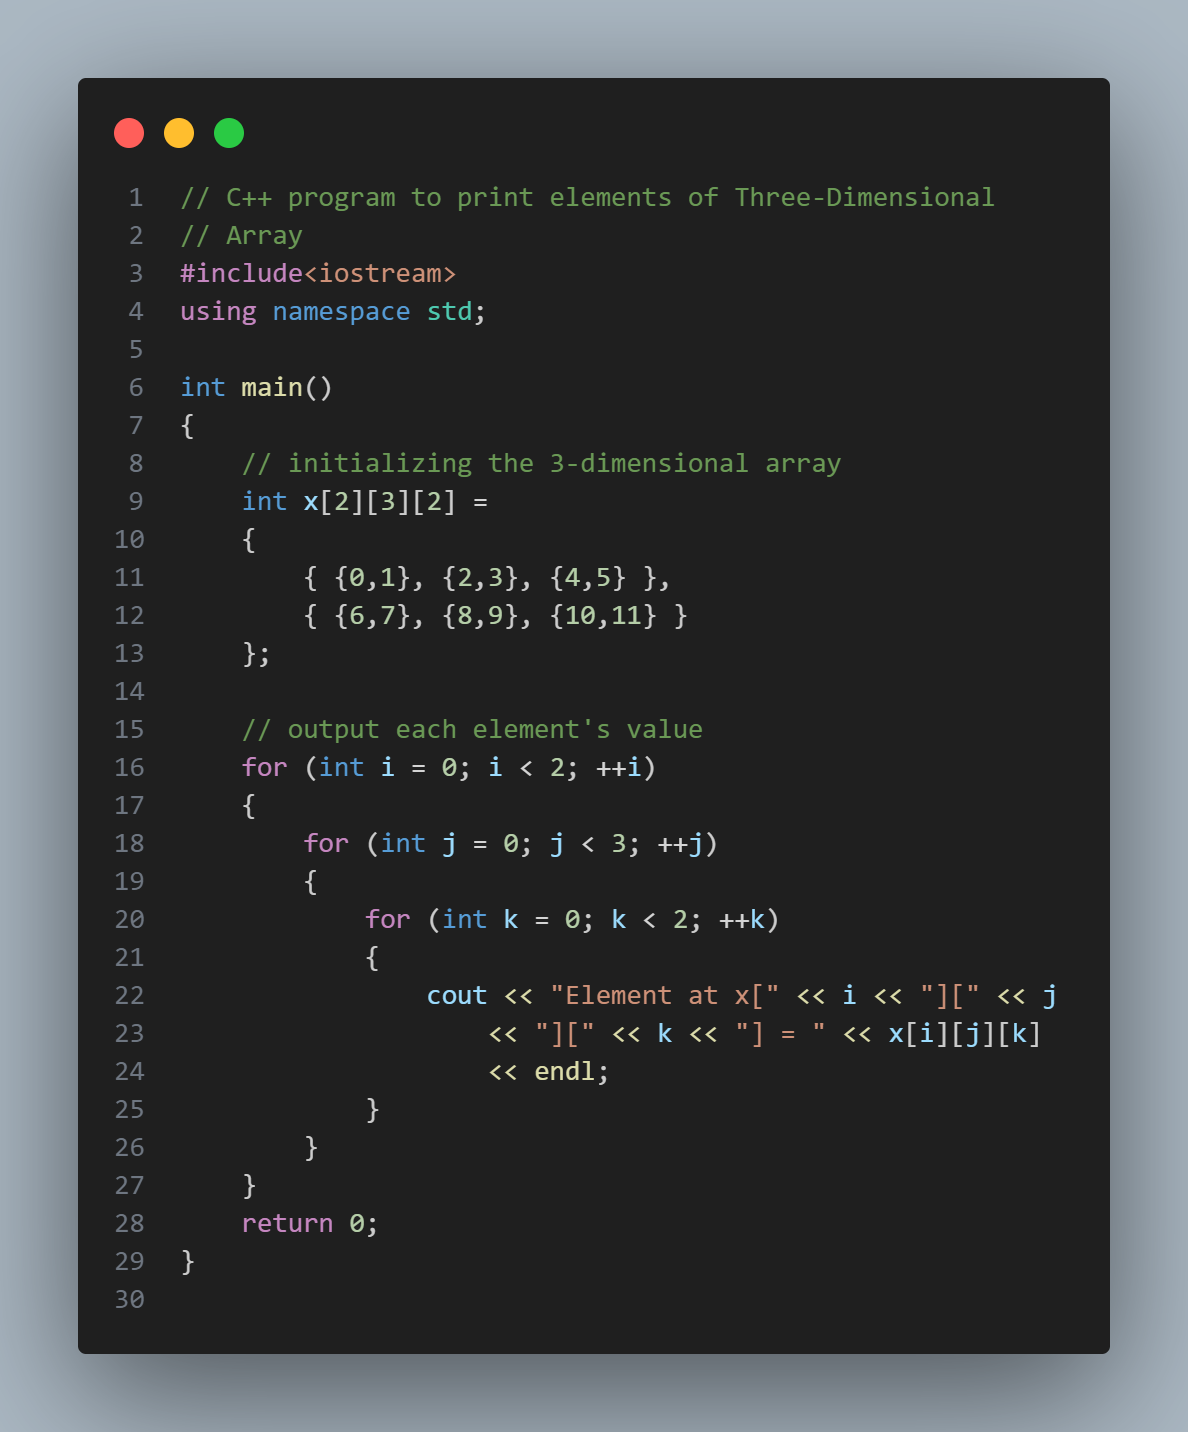 1 // C++ program to print elements of Three-Dimensional
2 // Array
3 #include<iostream>
4 using namespace std;
5
6 int main()
7 {
8     // initializing the 3-dimensional array
9     int x[2][3][2] =
10     {
11         { {0,1}, {2,3}, {4,5} },
12         { {6,7}, {8,9}, {10,11} }
13     };
14
15     // output each element's value
16     for (int i = 0; i < 2; ++i)
17     {
18         for (int j = 0; j < 3; ++j)
19         {
20             for (int k = 0; k < 2; ++k)
21             {
22                 cout << "Element at x[" << i << "][" << j
23                     << "][" << k << "] = " << x[i][j][k]
24                     << endl;
25             }
26         }
27     }
28     return 0;
29 }
30